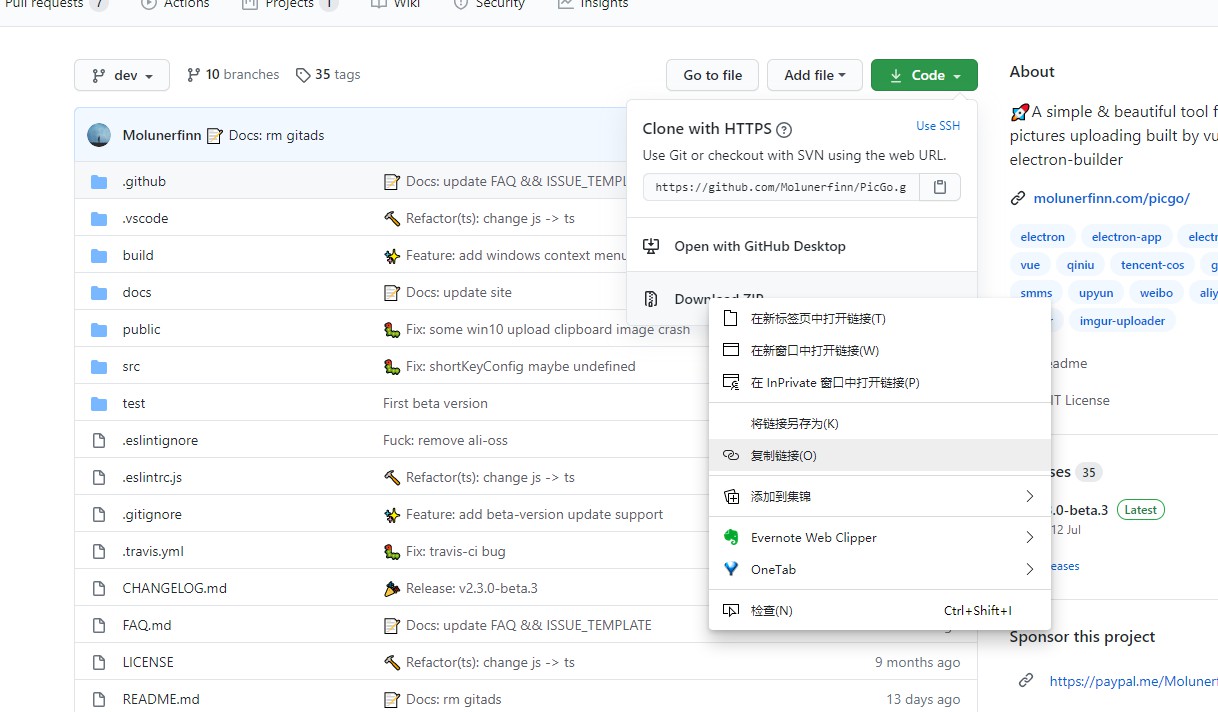 Pull requests 7 Actions Projects 1 Wiki Security Insights
dev 10 branches 35 tags Go to file Add file Code
Molunerfinn Docs: rm gitads
.github Docs: update FAQ && ISSUE_TEMPL
.vscode Refactor(ts): change js -> ts
build Feature: add windows context menu
docs Docs: update site
public Fix: some win10 upload clipboard image crash
src Fix: shortKeyConfig maybe undefined
test First beta version
.eslintignore Fuck: remove ali-oss
.eslintrc.js Refactor(ts): change js -> ts
.gitignore Feature: add beta-version update support
.travis.yml Fix: travis-ci bug
CHANGELOG.md Release: v2.3.0-beta.3
FAQ.md Docs: update FAQ && ISSUE_TEMPLATE
LICENSE Refactor(ts): change js -> ts 9 months ago
README.md Docs: rm gitads 13 days ago
Clone with HTTPS Use SSH
Use Git or checkout with SVN using the web URL.
https://github.com/Molunerfinn/PicGo.g
Open with GitHub Desktop
Download ZIP
在新标签页中打开链接(T)
在新窗口中打开链接(W)
在 InPrivate 窗口中打开链接(P)
将链接另存为(K)
复制链接(O)
添加到集锦
Evernote Web Clipper
OneTab
检查(N) Ctrl+Shift+I
About
A simple & beautiful tool f
pictures uploading built by vu
electron-builder
molunerfinn.com/picgo/
electron electron-app electr
vue qiniu tencent-cos g
smms upyun weibo aliy
r imgur-uploader
eadme
IT License
ses 35
.0-beta.3 Latest
12 Jul
eases
Sponsor this project
https://paypal.me/Moluner